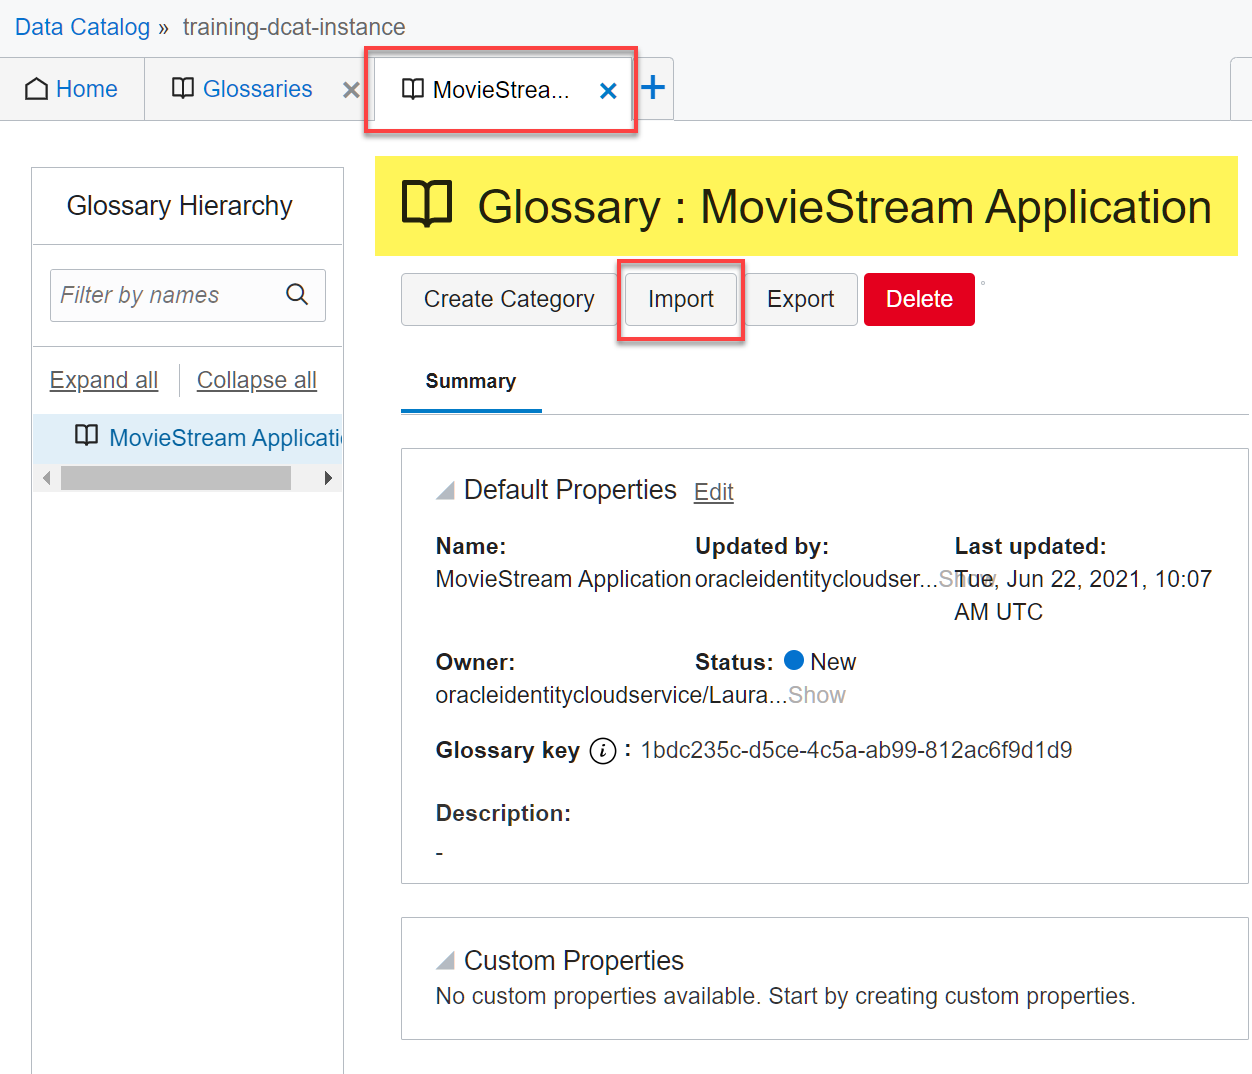 Data Catalog » training-dcat-instance
Home Glossaries MovieStrea...
Glossary Hierarchy
Filter by names
Expand all Collapse all
MovieStream Applicati
Glossary : MovieStream Application
Create Category Import Export Delete
Summary
Default Properties Edit
Name: Updated by: Last updated:
MovieStream Application oracleidentitycloudser...Show Tue, Jun 22, 2021, 10:07
AM UTC
Owner: Status: New
oracleidentitycloudservice/Laura...Show
Glossary key i : 1bdc235c-d5ce-4c5a-ab99-812ac6f9d1d9
Description:
-
Custom Properties
No custom properties available. Start by creating custom properties.